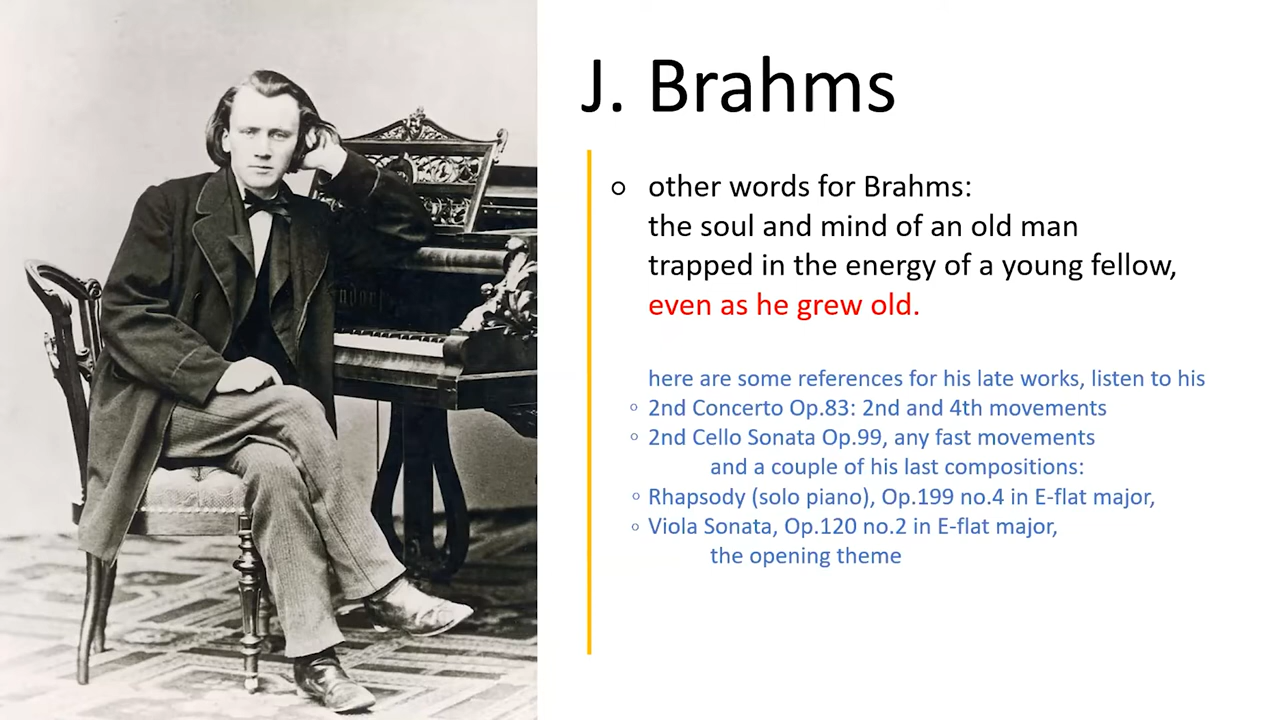 J. Brahms
other words for Brahms:
the soul and mind of an old man
trapped in the energy of a young fellow,
even as he grew old.
here are some references for his late works, listen to his
2nd Concerto Op.83: 2nd and 4th movements
2nd Cello Sonata Op.99, any fast movements
and a couple of his last compositions:
Rhapsody (solo piano), Op.199 no.4 in E-flat major,
Viola Sonata, Op.120 no.2 in E-flat major,
the opening theme